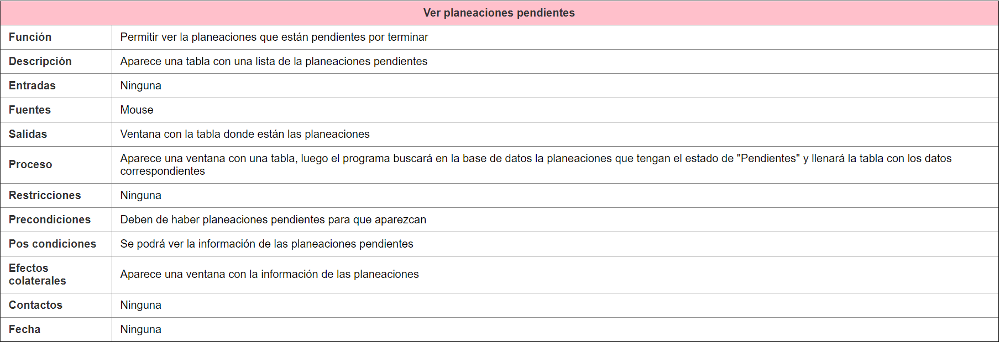 Ver planeaciones pendientes
Función
Permitir ver la planeaciones que están pendientes por terminar
Descripción
Aparece una tabla con una lista de la planeaciones pendientes
Entradas
Ninguna
Fuentes
Mouse
Salidas
Ventana con la tabla donde están las planeaciones
Proceso
Aparece una ventana con una tabla, luego el programa buscará en la base de datos la planeaciones que tengan el estado de "Pendientes" y llenará la tabla con los datos
correspondientes
Restricciones
Ninguna
Precondiciones
Deben de haber planeaciones pendientes para que aparezcan
Pos condiciones
Se podrá ver la información de las planeaciones pendientes
Efectos
colaterales
Aparece una ventana con la información de las planeaciones
Contactos
Ninguna
Fecha
Ninguna